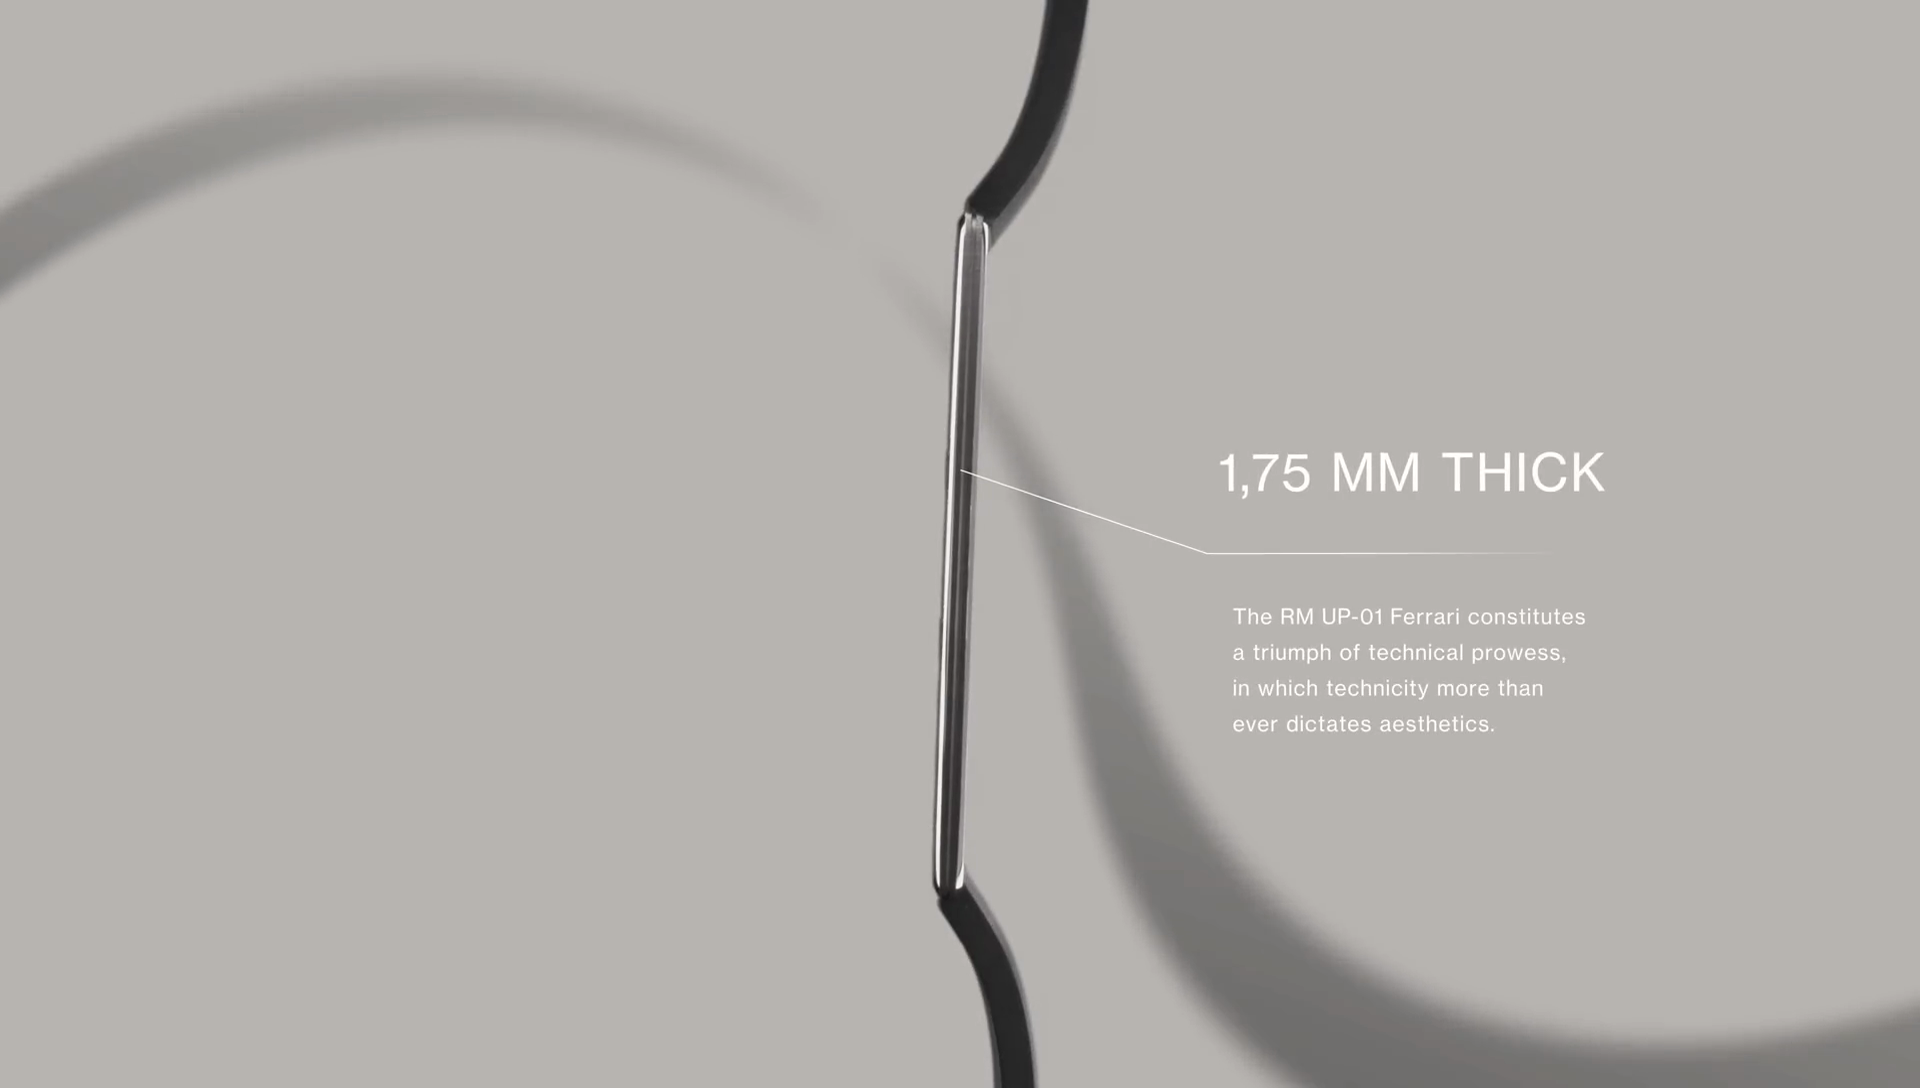 1,75 MM THICK
The RM UP-01 Ferrari constitutes
a triumph of technical prowess,
in which technicity more than
ever dictates aesthetics.